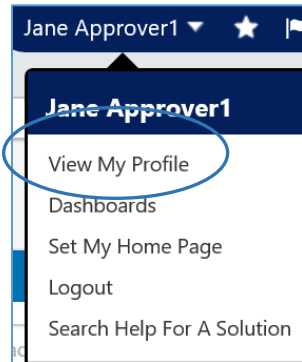 Jane Approver1
Jane Approver1
View My Profile
Dashboards
Set My Home Page
Logout
Search Help For A Solution